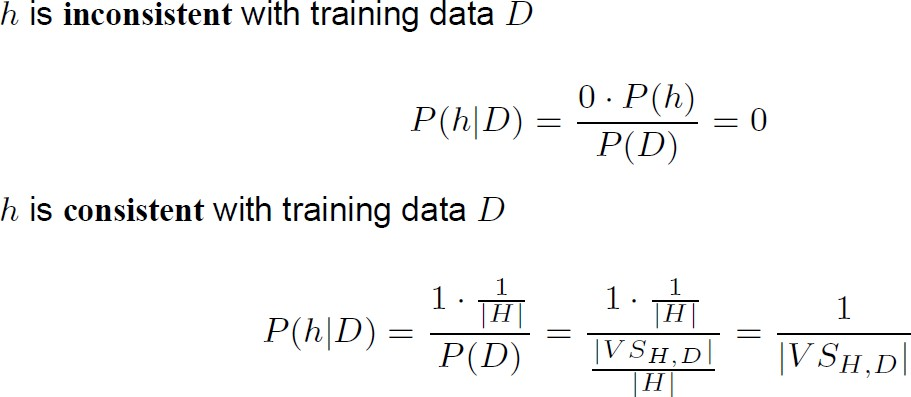 h is inconsistent with training data D
P(h|D) = \frac{0 \cdot P(h)}{P(D)} = 0
h is consistent with training data D
P(h|D) = \frac{1 \cdot \frac{1}{|H|}}{P(D)} = \frac{1 \cdot \frac{1}{|H|}}{\frac{|VS_{H,D}|}{|H|}} = \frac{1}{|VS_{H,D}|}